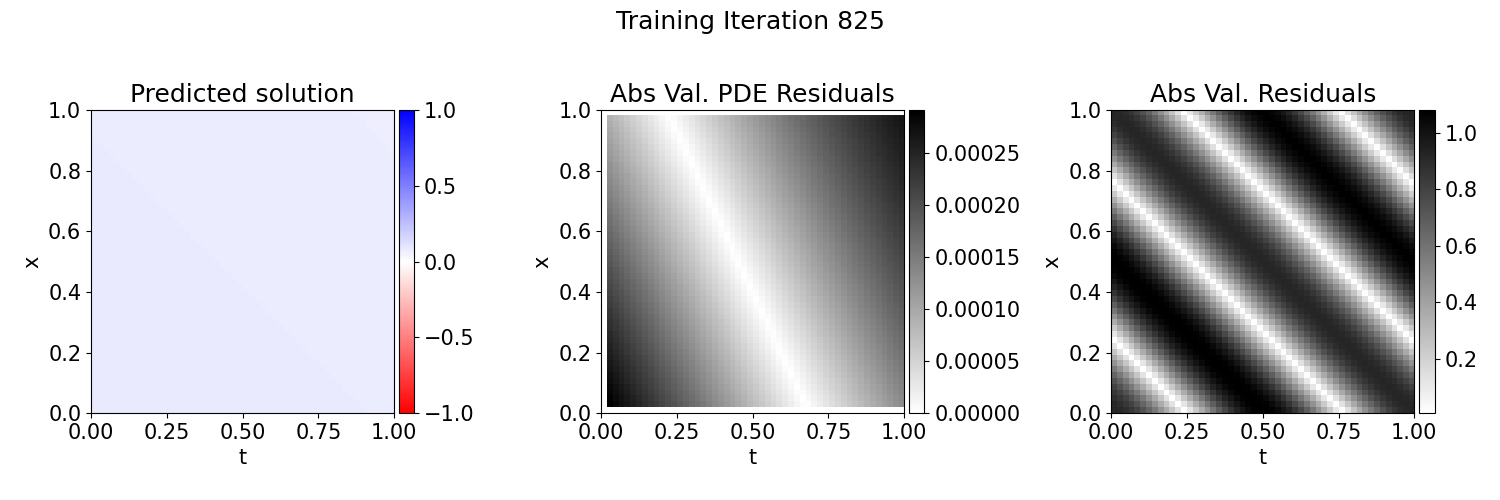 Training Iteration 825
Predicted solution
Abs Val. PDE Residuals
Abs Val. Residuals
1.0
0.8
0.6
0.4
0.2
0.0
x
0.00 0.25 0.50 0.75 1.00
t
1.0
0.5
0.0
−0.5
−1.0
1.0
0.8
0.6
0.4
0.2
0.0
x
0.00 0.25 0.50 0.75 1.00
t
0.00025
0.00020
0.00015
0.00010
0.00005
0.00000
1.0
0.8
0.6
0.4
0.2
0.0
x
0.00 0.25 0.50 0.75 1.00
t
1.0
0.8
0.6
0.4
0.2